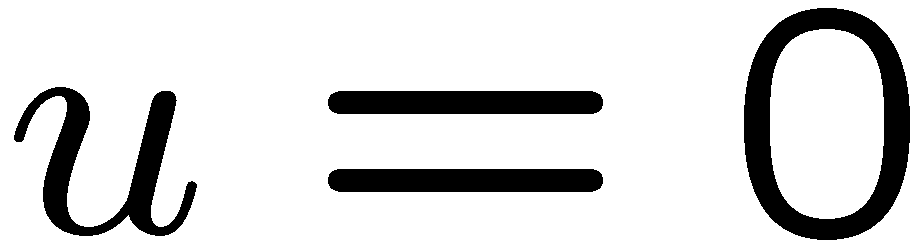 u = 0